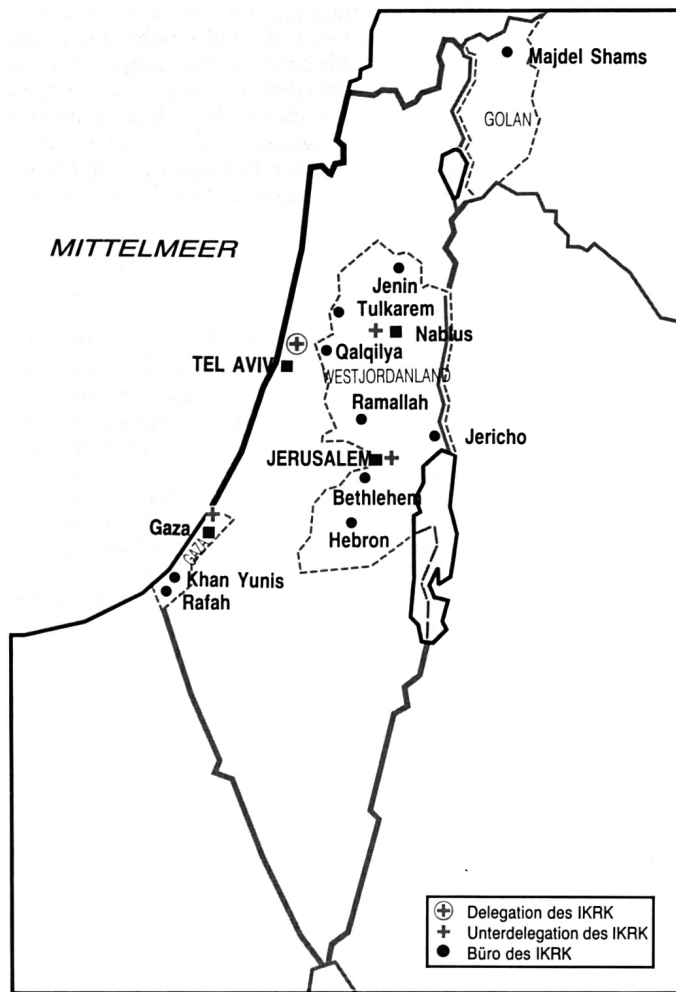 Majdel Shams
GOLAN
MITTELMEER
Jenin
Tulkarem
Nablus
Qalqilya
TEL AVIV
WESTJORDANLAND
Ramallah
Jericho
JERUSALEM
Bethlehem
Gaza
Hebron
GAZA
Khan Yunis
Rafah
Delegation des IKRK
Unterdelegation des IKRK
Büro des IKRK